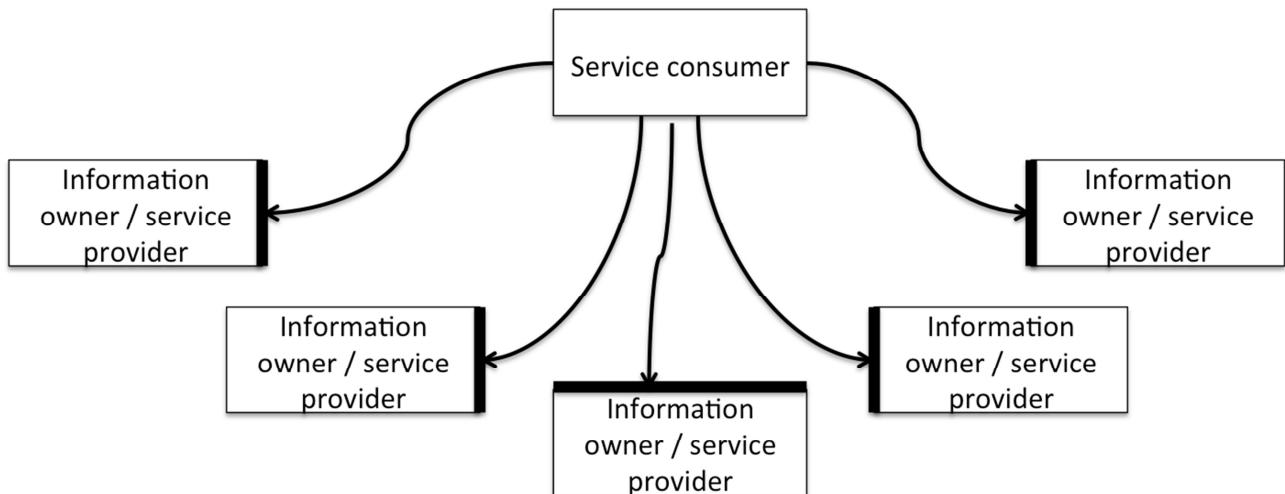 Service consumer
Information
owner / service
provider
Information
owner / service
provider
Information
owner / service
provider
Information
owner / service
provider
Information
owner / service
provider